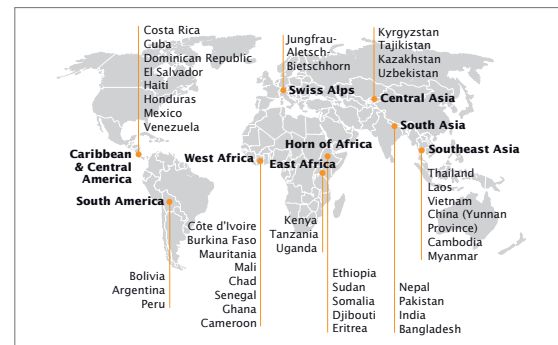 Costa Rica
Cuba
Dominican Republic
El Salvador
Haiti
Honduras
Mexico
Venezuela
Caribbean
& Central
America
Jungfrau-
Aletsch-
Bietschhorn
Swiss Alps
Kyrgyzstan
Tajikistan
Kazakhstan
Uzbekistan
Central Asia
South Asia
Southeast Asia
Thailand
Laos
Vietnam
China (Yunnan
Province)
Cambodia
Myanmar
West Africa
Horn of Africa
East Africa
South America
Bolivia
Argentina
Peru
Côte d'Ivoire
Burkina Faso
Mauritania
Mali
Chad
Senegal
Ghana
Cameroon
Kenya
Tanzania
Uganda
Ethiopia
Sudan
Somalia
Djibouti
Eritrea
Nepal
Pakistan
India
Bangladesh